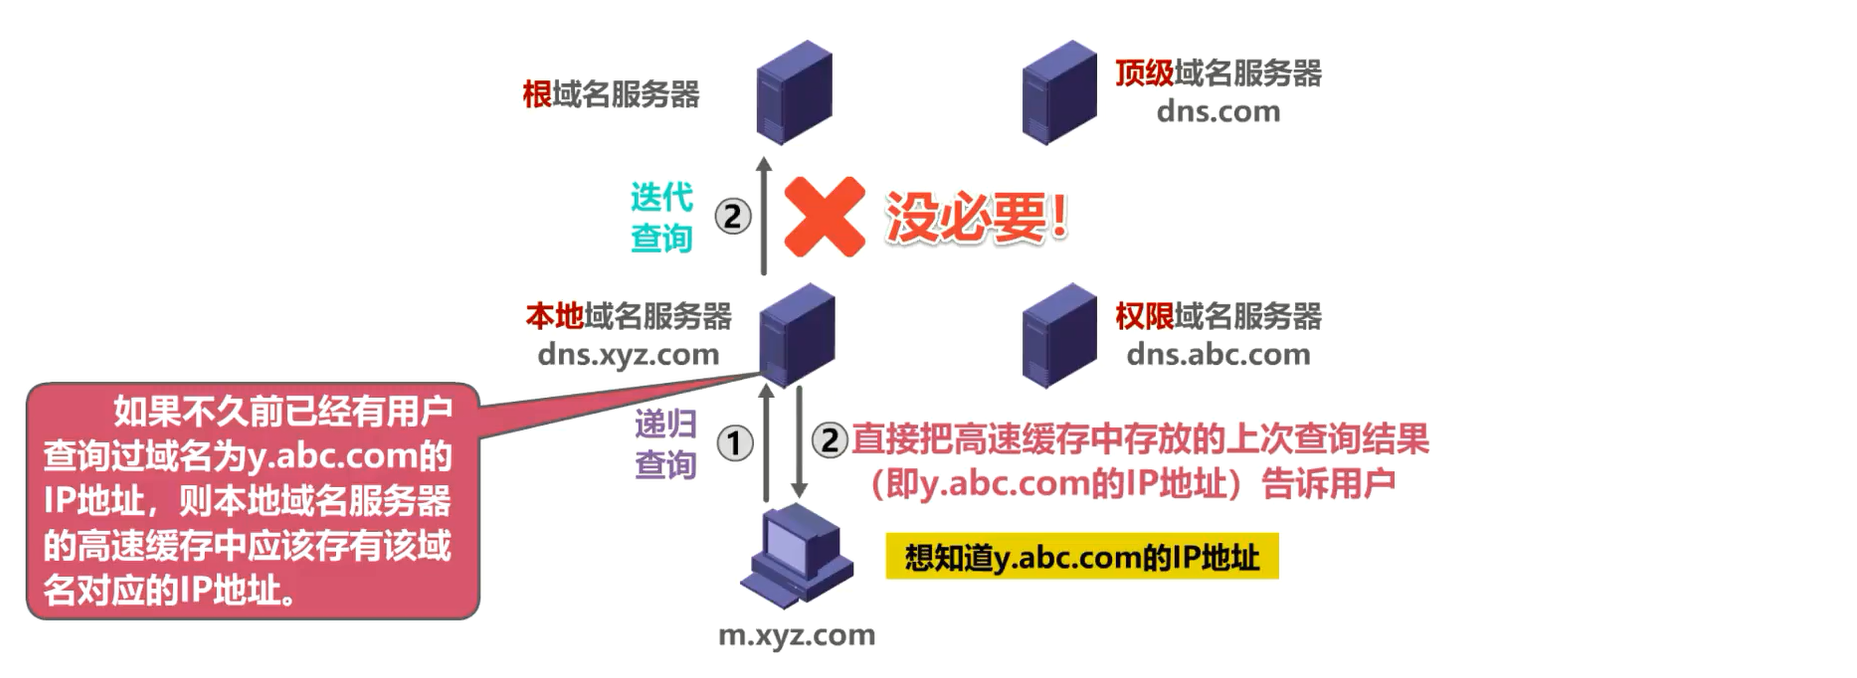 根域名服务器
顶级域名服务器
dns.com
迭代
查询
②
没必要！
本地域名服务器
dns.xyz.com
权限域名服务器
dns.abc.com
如果不久前已经有用户
查询过域名为y.abc.com的
IP地址，则本地域名服务器
的高速缓存中应该存有该域
名对应的IP地址。
递归
查询
①
②直接把高速缓存中存放的上次查询结果
（即y.abc.com的IP地址）告诉用户
想知道y.abc.com的IP地址
m.xyz.com